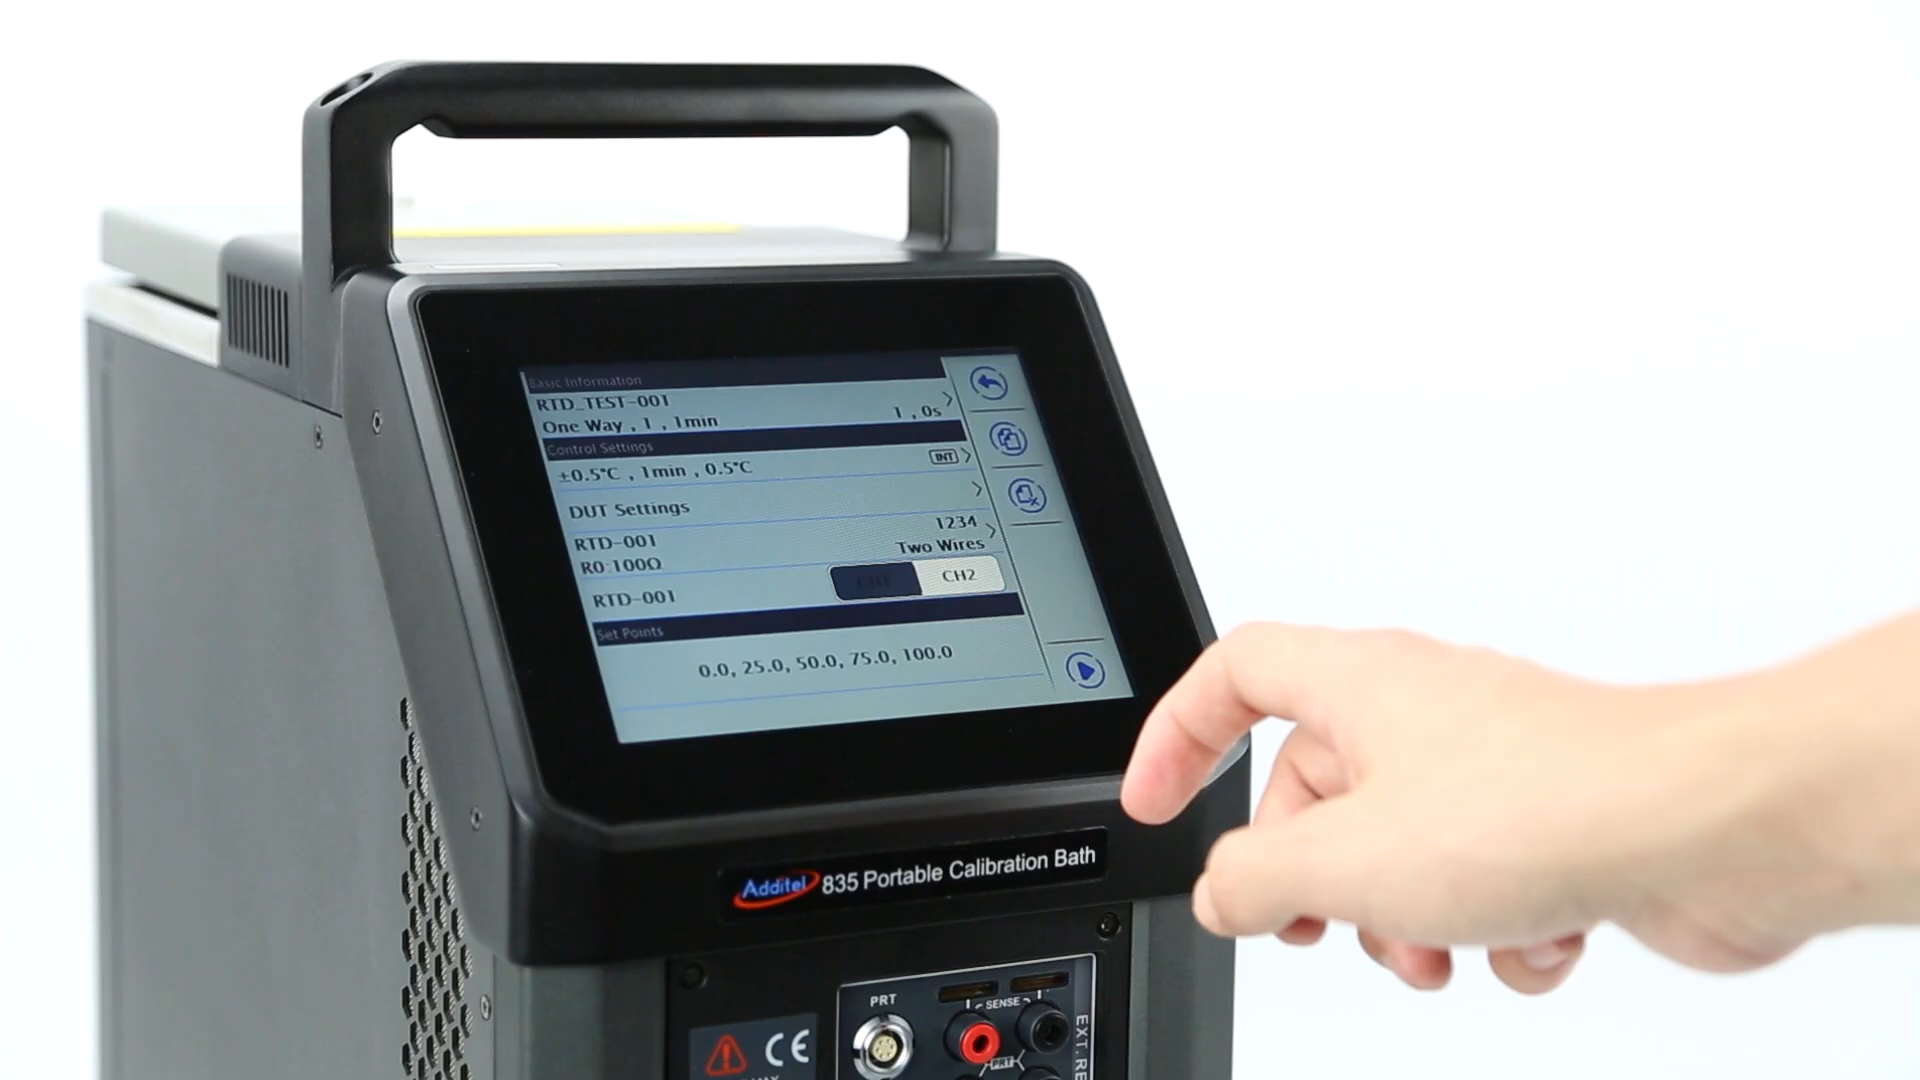 Basic Information
RTD_TEST-001
One Way , 1 , 1min 1 , 0s
Control Settings
±0.5°C , 1min , 0.5°C INT
DUT Settings
RTD-001 1234
R0:100Ω Two Wires
RTD-001 CH1 CH2
Set Points
0.0, 25.0, 50.0, 75.0, 100.0
Additel 835 Portable Calibration Bath
PRT
SENSE
PRT
CE